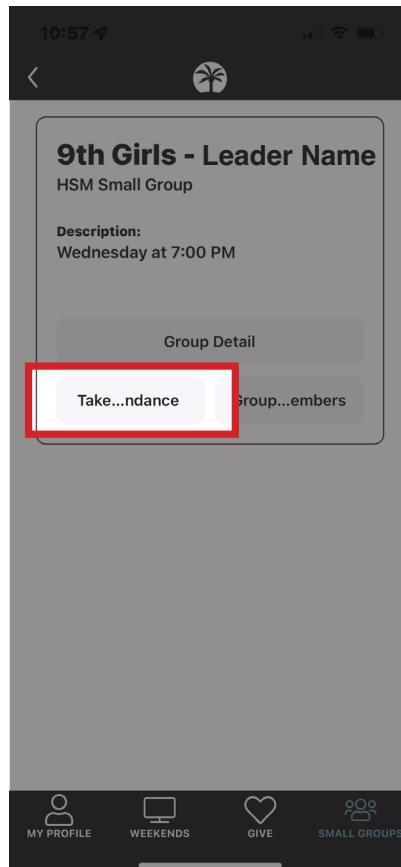 10:57
9th Girls - Leader Name
HSM Small Group
Description:
Wednesday at 7:00 PM
Group Detail
Take...ndance
Group...embers
MY PROFILE WEEKENDS GIVE SMALL GROUPS